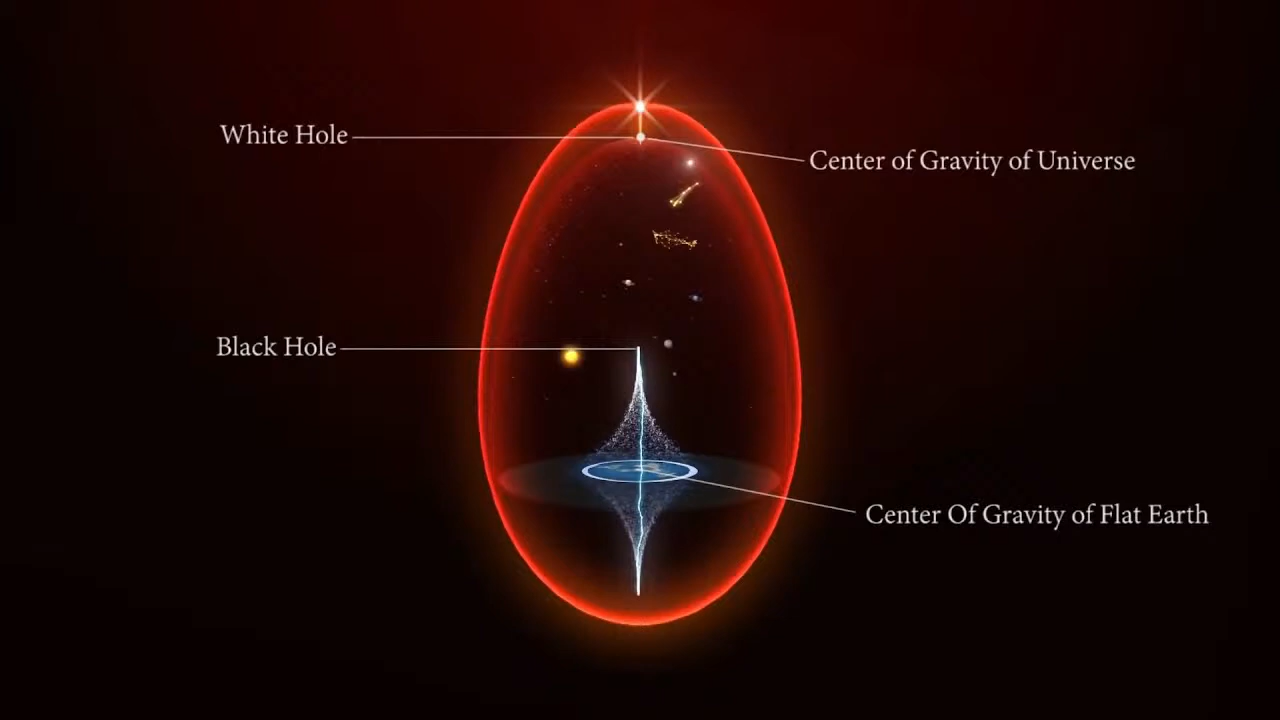 White Hole
Center of Gravity of Universe
Black Hole
Center Of Gravity of Flat Earth